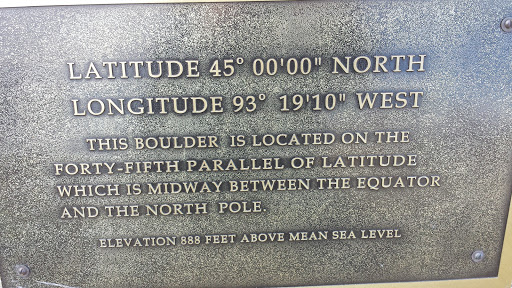 LATITUDE 45° 00'00" NORTH
LONGITUDE 93° 19'10" WEST
THIS BOULDER IS LOCATED ON THE
FORTY-FIFTH PARALLEL OF LATITUDE
WHICH IS MIDWAY BETWEEN THE EQUATOR
AND THE NORTH POLE.
ELEVATION 888 FEET ABOVE MEAN SEA LEVEL